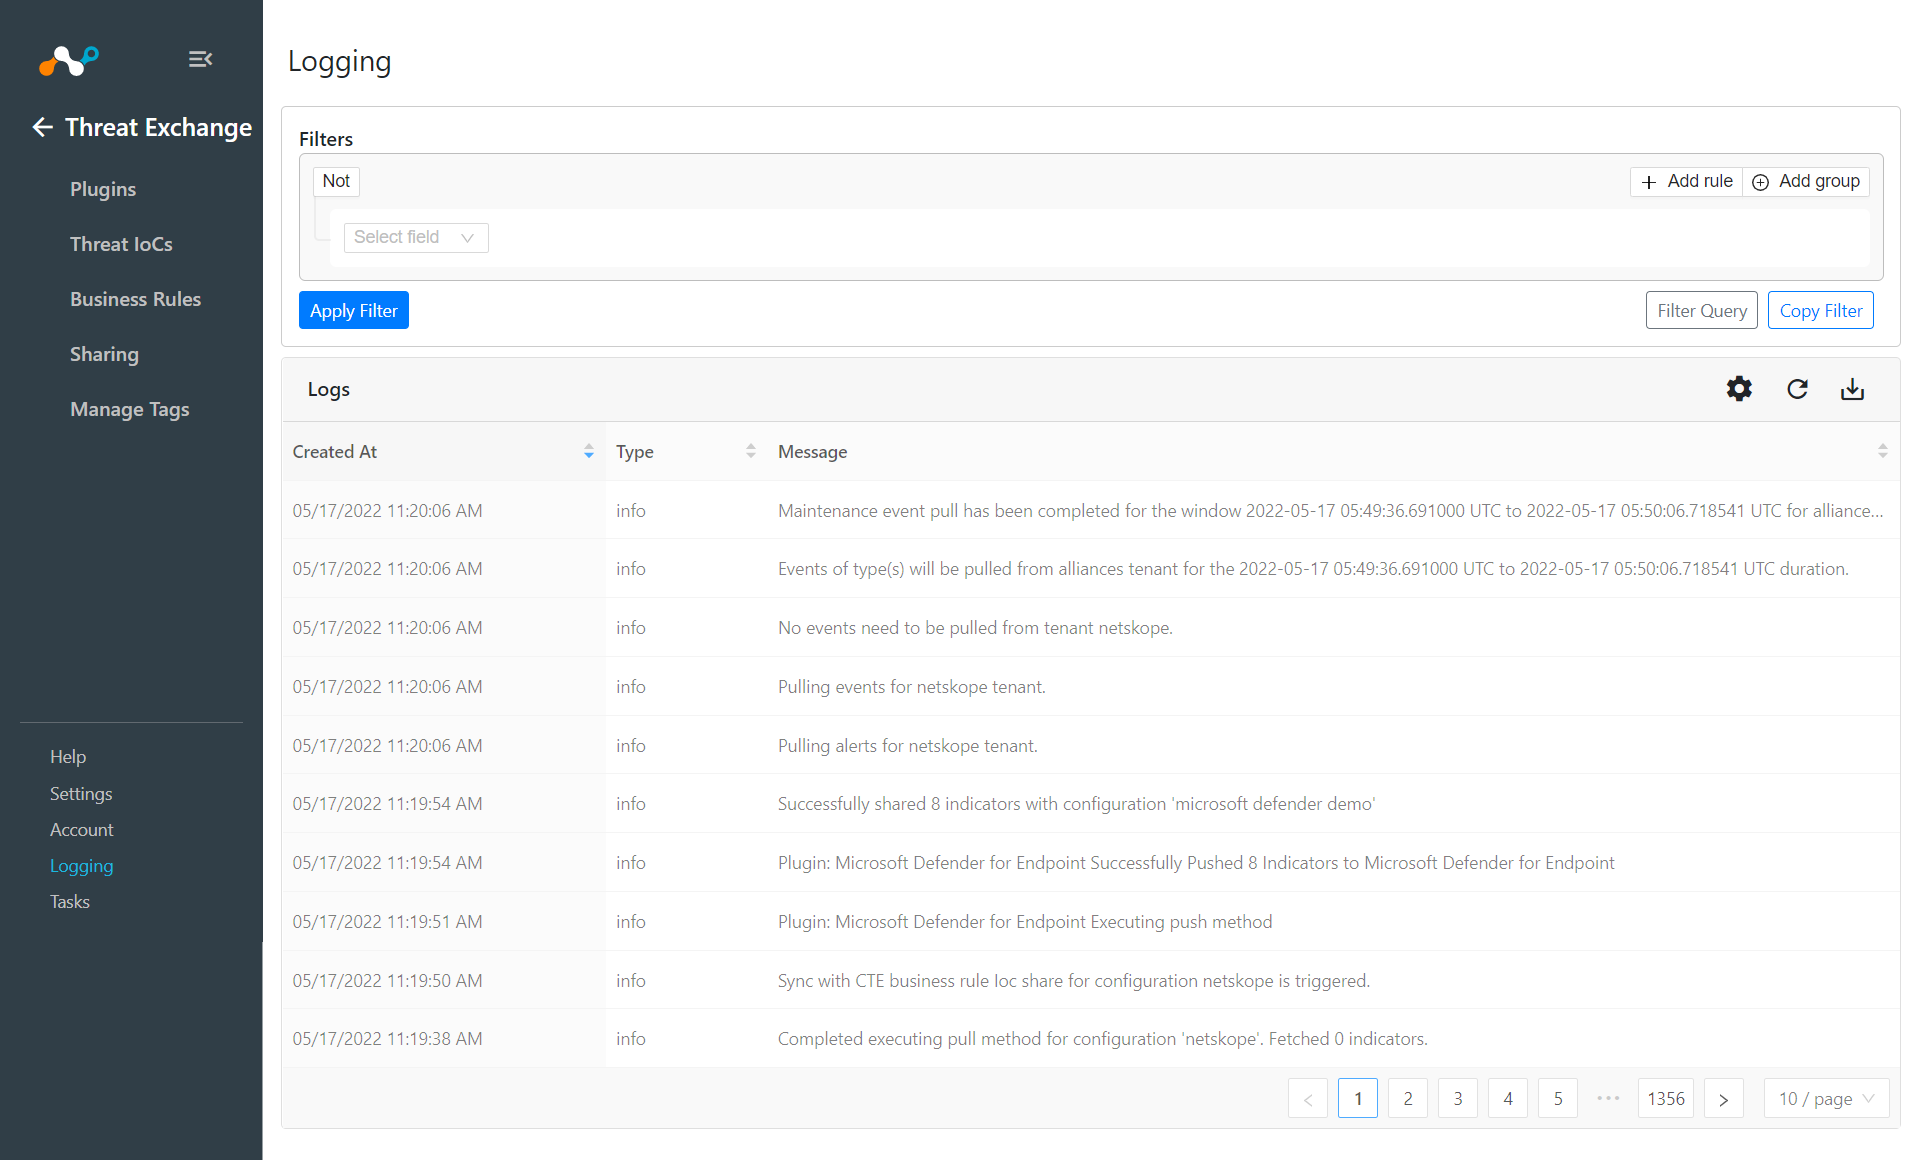 Threat Exchange
Plugins
Threat IoCs
Business Rules
Sharing
Manage Tags
Help
Settings
Account
Logging
Tasks
Logging
Filters
Not
Add rule
Add group
Select field
Apply Filter
Filter Query
Copy Filter
Logs
Created At Type Message
05/17/2022 11:20:06 AM info Maintenance event pull has been completed for the window 2022-05-17 05:49:36.691000 UTC to 2022-05-17 05:50:06.718541 UTC for alliance...
05/17/2022 11:20:06 AM info Events of type(s) will be pulled from alliances tenant for the 2022-05-17 05:49:36.691000 UTC to 2022-05-17 05:50:06.718541 UTC duration.
05/17/2022 11:20:06 AM info No events need to be pulled from tenant netskope.
05/17/2022 11:20:06 AM info Pulling events for netskope tenant.
05/17/2022 11:20:06 AM info Pulling alerts for netskope tenant.
05/17/2022 11:19:54 AM info Successfully shared 8 indicators with configuration 'microsoft defender demo'
05/17/2022 11:19:54 AM info Plugin: Microsoft Defender for Endpoint Successfully Pushed 8 Indicators to Microsoft Defender for Endpoint
05/17/2022 11:19:51 AM info Plugin: Microsoft Defender for Endpoint Executing push method
05/17/2022 11:19:50 AM info Sync with CTE business rule Ioc share for configuration netskope is triggered.
05/17/2022 11:19:38 AM info Completed executing pull method for configuration 'netskope'. Fetched 0 indicators.
< 1 2 3 4 5 ••• 1356 > 10 / page